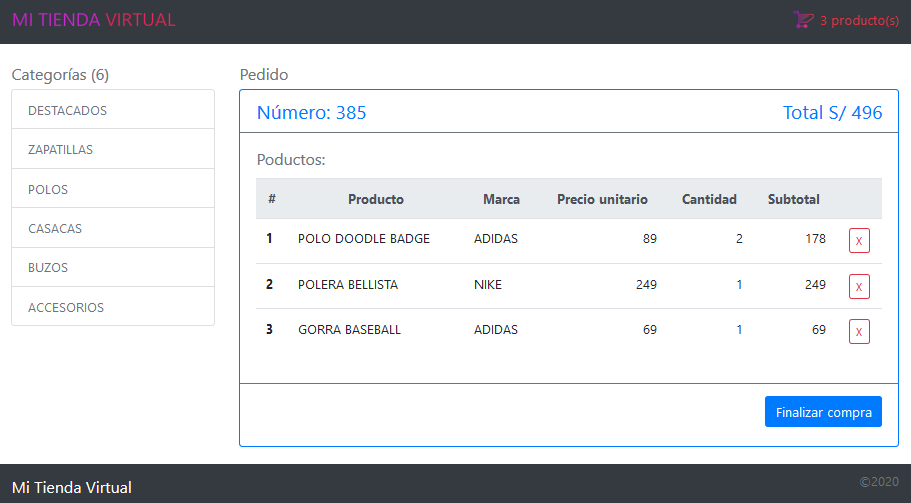 MI TIENDA VIRTUAL
3 producto(s)
Categorías (6)
DESTACADOS
ZAPATILLAS
POLOS
CASACAS
BUZOS
ACCESORIOS
Pedido
Número: 385 Total S/ 496
Poductos:
# Producto Marca Precio unitario Cantidad Subtotal
1 POLO DOODLE BADGE ADIDAS 89 2 178 X
2 POLERA BELLISTA NIKE 249 1 249 X
3 GORRA BASEBALL ADIDAS 69 1 69 X
Finalizar compra
Mi Tienda Virtual
©2020